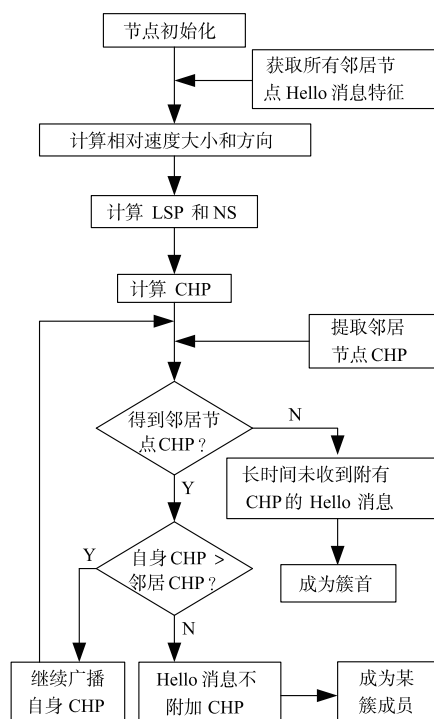 节点初始化
获取所有邻居节
点 Hello 消息特征
计算相对速度大小和方向
计算 LSP 和 NS
计算 CHP
提取邻居
节点 CHP
得到邻居节
点 CHP ?
N
Y
长时间未收到附有
CHP 的 Hello 消息
成为簇首
自身 CHP >
邻居 CHP ?
Y
N
继续广播
自身 CHP
Hello 消息不
附加 CHP
成为某
簇成员